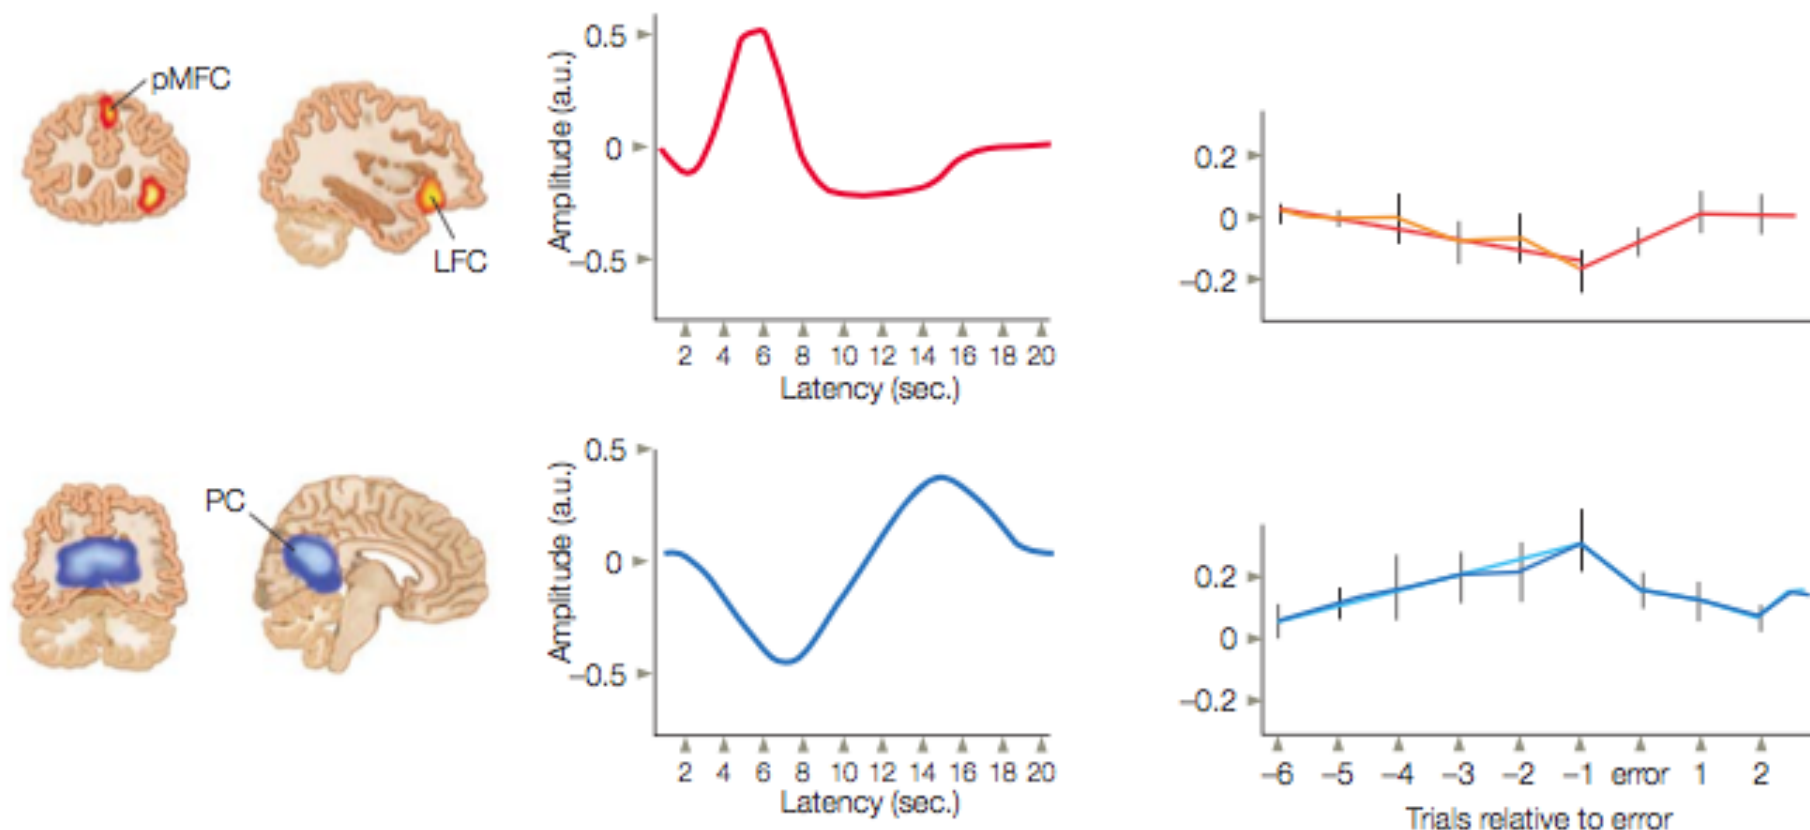 pMFC
LFC
Amplitude (a.u.)
0.5
0
–0.5
2 4 6 8 10 12 14 16 18 20
Latency (sec.)
0.2
0
–0.2
PC
Amplitude (a.u.)
0.5
0
–0.5
2 4 6 8 10 12 14 16 18 20
Latency (sec.)
0.2
0
–0.2
–6 –5 –4 –3 –2 –1 error 1 2
Trials relative to error